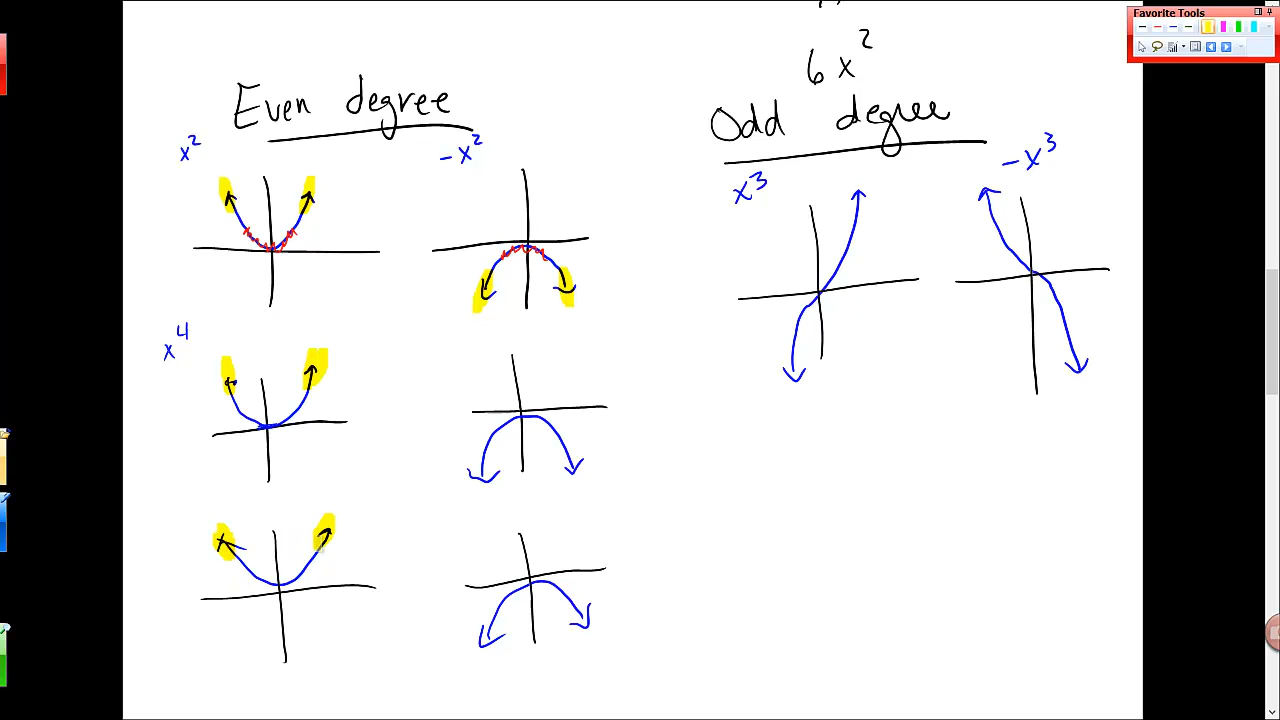 Favorite Tools
6x²
Even degree
Odd degree
x²
-x²
x³
-x³
x⁴